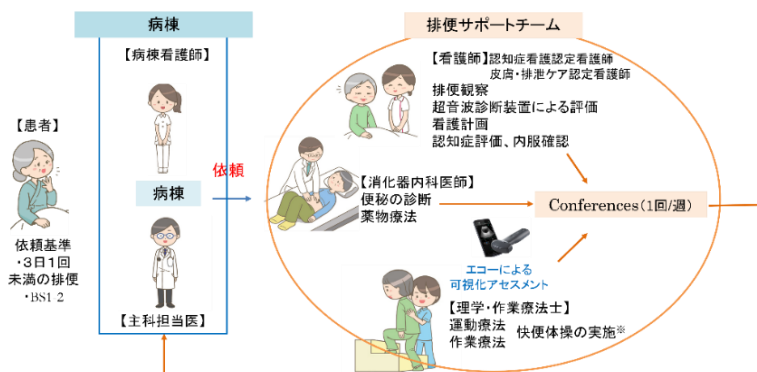 病棟
【病棟看護師】
【患者】
依頼基準
・3日1回
未満の排便
・BS1-2
病棟
【主科担当医】
依頼
排便サポートチーム
【看護師】認知症看護認定看護師
皮膚・排泄ケア認定看護師
排便観察
超音波診断装置による評価
看護計画
認知症評価、内服確認
【消化器内科医師】
便秘の診断
薬物療法
Conferences(1回/週)
エコーによる
可視化アセスメント
【理学・作業療法士】
運動療法
作業療法
快便体操の実施※